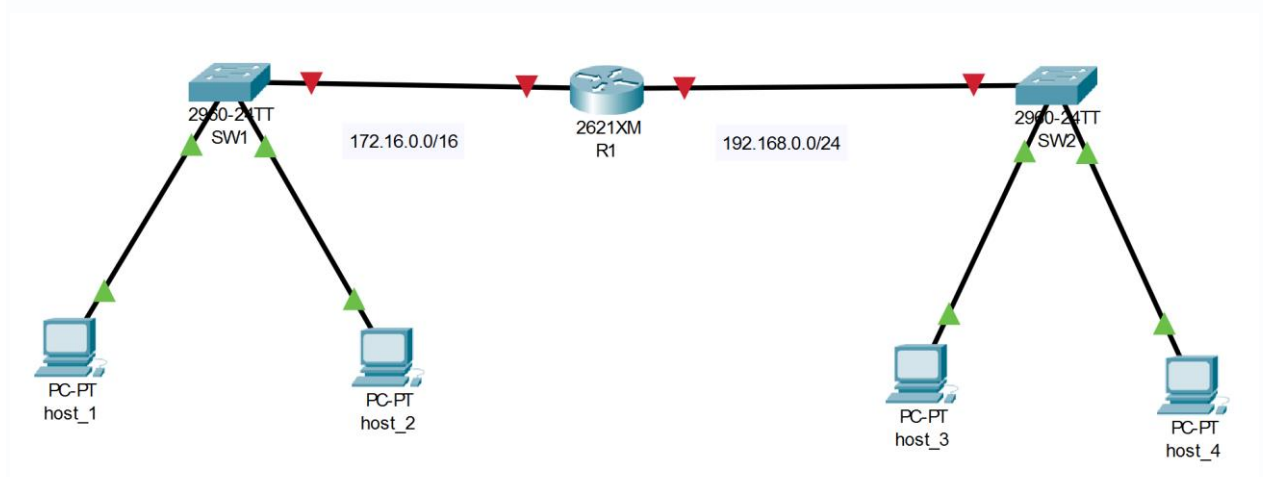 2960-24TT
SW1
172.16.0.0/16
2621XM
R1
192.168.0.0/24
2960-24TT
SW2
PC-PT
host_1
PC-PT
host_2
PC-PT
host_3
PC-PT
host_4